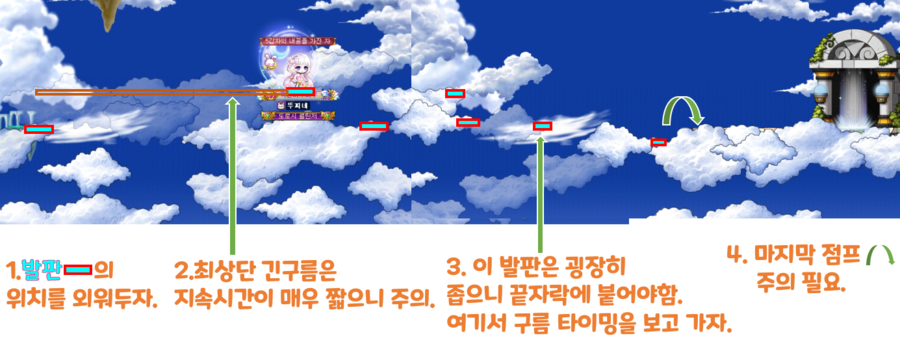 1.발판의
위치를 외워두자.
2.최상단 긴구름은
지속시간이 매우 짧으니 주의.
3. 이 발판은 굉장히
좁으니 끝자락에 붙어야함.
여기서 구름 타이밍을 보고 가자.
4. 마지막 점프
주의 필요.